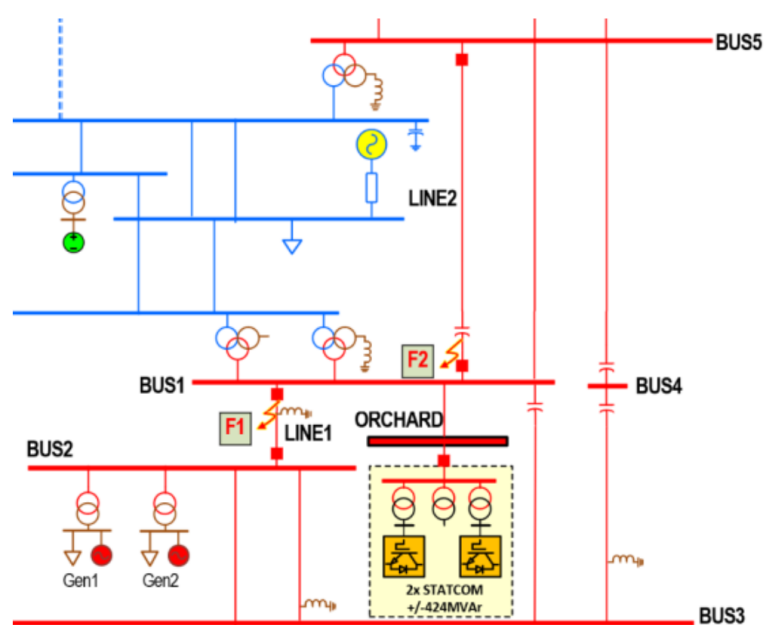 BUS5
LINE2
F2
BUS1
BUS4
F1
LINE1
ORCHARD
BUS2
Gen1
Gen2
2x STATCOM
+/-424MVAr
BUS3